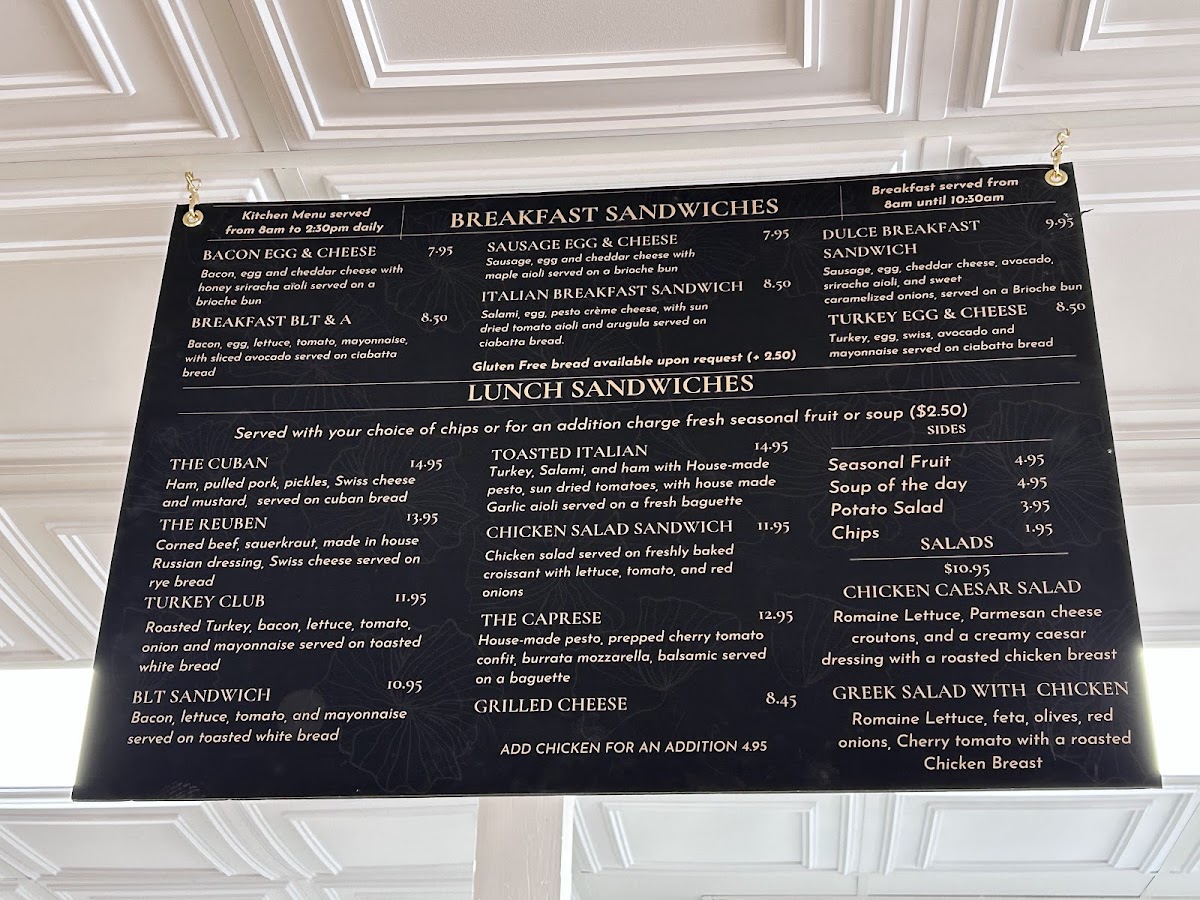 Kitchen Menu served
from 8am to 2:30pm daily
BREAKFAST SANDWICHES
Breakfast served from
8am until 10:30am
BACON EGG & CHEESE 7.95
Bacon, egg and cheddar cheese with
honey sriracha aïoli served on a
brioche bun
BREAKFAST BLT & A 8.50
Bacon, egg, lettuce, tomato, mayonnaise,
with sliced avocado served on ciabatta
bread
SAUSAGE EGG & CHEESE 7.95
Sausage, egg and cheddar cheese with
maple aioli served on a brioche bun
ITALIAN BREAKFAST SANDWICH 8.50
Salami, egg, pesto crème cheese, with sun
dried tomato aioli and arugula served on
ciabatta bread.
DULCE BREAKFAST 9.95
SANDWICH
Sausage, egg, cheddar cheese, avocado,
sriracha aioli, and sweet
caramelized onions, served on a Brioche bun
TURKEY EGG & CHEESE 8.50
Turkey, egg, swiss, avocado and
mayonnaise served on ciabatta bread
Gluten Free bread available upon request (+ 2.50)
LUNCH SANDWICHES
Served with your choice of chips or for an addition charge fresh seasonal fruit or soup ($2.50)
THE CUBAN 14.95
Ham, pulled pork, pickles, Swiss cheese
and mustard, served on cuban bread
THE REUBEN 13.95
Corned beef, sauerkraut, made in house
Russian dressing, Swiss cheese served on
rye bread
TURKEY CLUB 11.95
Roasted Turkey, bacon, lettuce, tomato,
onion and mayonnaise served on toasted
white bread
BLT SANDWICH 10.95
Bacon, lettuce, tomato, and mayonnaise
served on toasted white bread
TOASTED ITALIAN 14.95
Turkey, Salami, and ham with House-made
pesto, sun dried tomatoes, with house made
Garlic aioli served on a fresh baguette
CHICKEN SALAD SANDWICH 11.95
Chicken salad served on freshly baked
croissant with lettuce, tomato, and red
onions
THE CAPRESE 12.95
House-made pesto, prepped cherry tomato
confit, burrata mozzarella, balsamic served
on a baguette
GRILLED CHEESE 8.45
ADD CHICKEN FOR AN ADDITION 4.95
SIDES
Seasonal Fruit 4.95
Soup of the day 4.95
Potato Salad 3.95
Chips 1.95
SALADS
$10.95
CHICKEN CAESAR SALAD
Romaine Lettuce, Parmesan cheese
croutons, and a creamy caesar
dressing with a roasted chicken breast
GREEK SALAD WITH CHICKEN
Romaine Lettuce, feta, olives, red
onions, Cherry tomato with a roasted
Chicken Breast